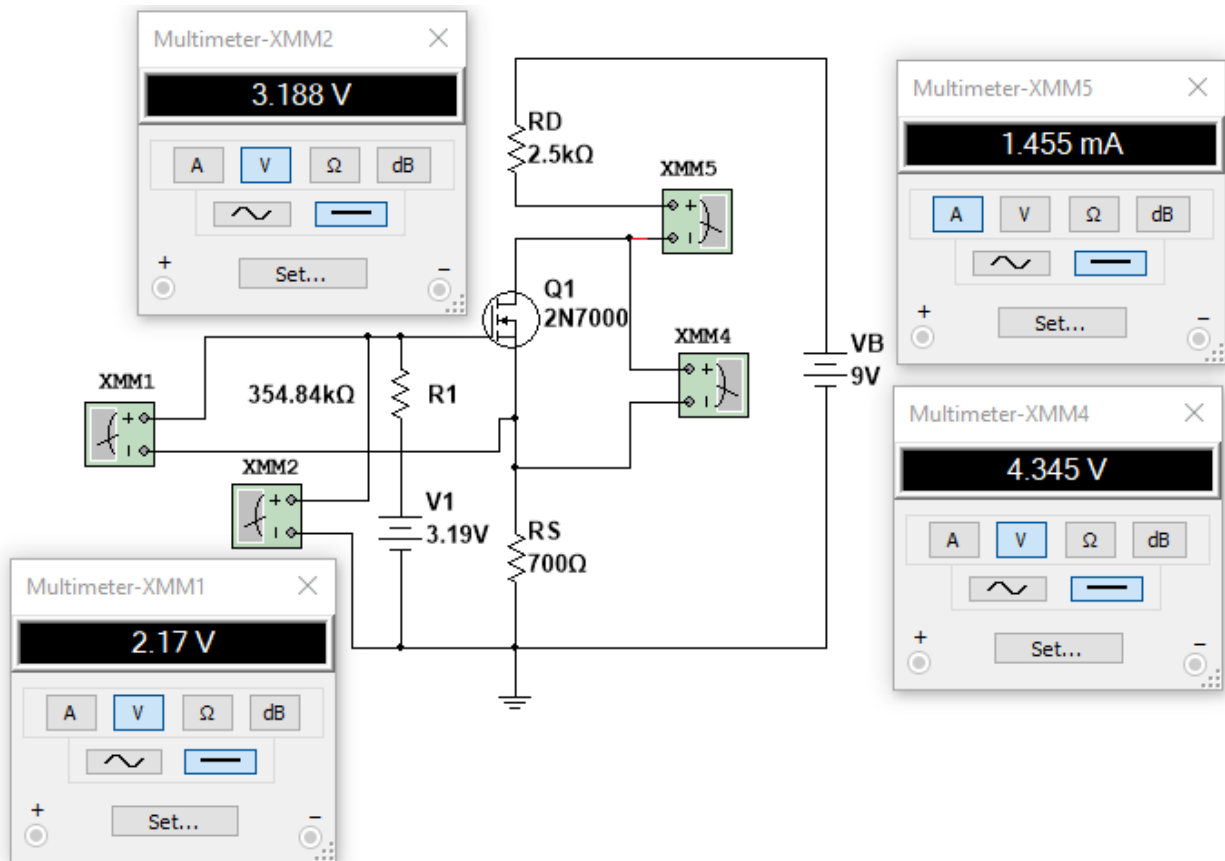 Multimeter-XMM2
3.188 V
A V Ω dB
+ Set... −
RD
2.5kΩ
XMM5
+
I
Multimeter-XMM5
1.455 mA
A V Ω dB
+ Set... −
Q1
2N7000
XMM4
+
I
VB
9V
XMM1
+
I
354.84kΩ R1
XMM2
+
I
V1
3.19V
RS
700Ω
Multimeter-XMM4
4.345 V
A V Ω dB
+ Set... −
Multimeter-XMM1
2.17 V
A V Ω dB
+ Set... −